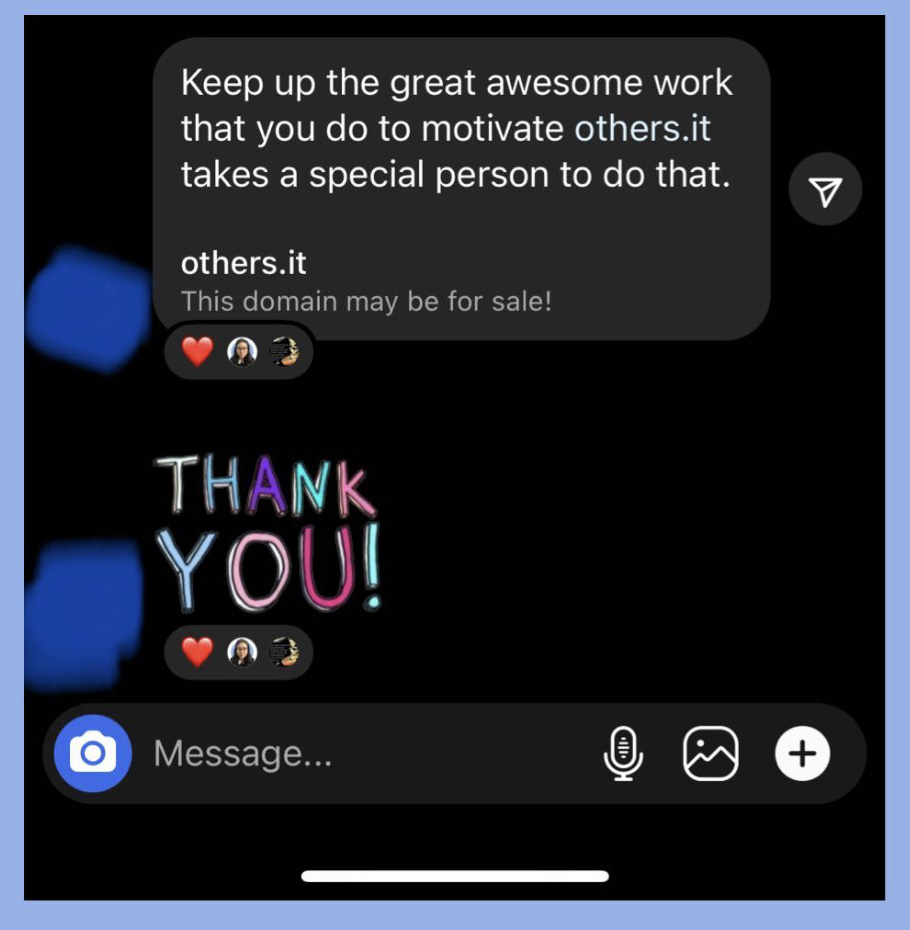 Keep up the great awesome work
that you do to motivate others.it
takes a special person to do that.
others.it
This domain may be for sale!
THANK
YOU!
Message...